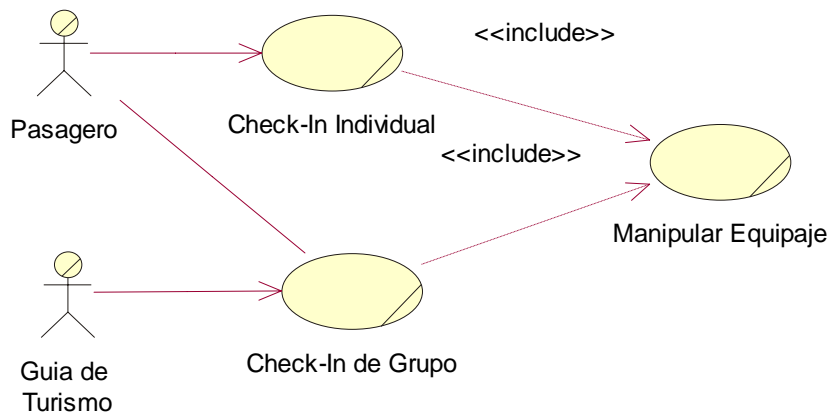 <<include>>
Pasagero
Check-In Individual
<<include>>
Manipular Equipaje
Guia de
Turismo
Check-In de Grupo